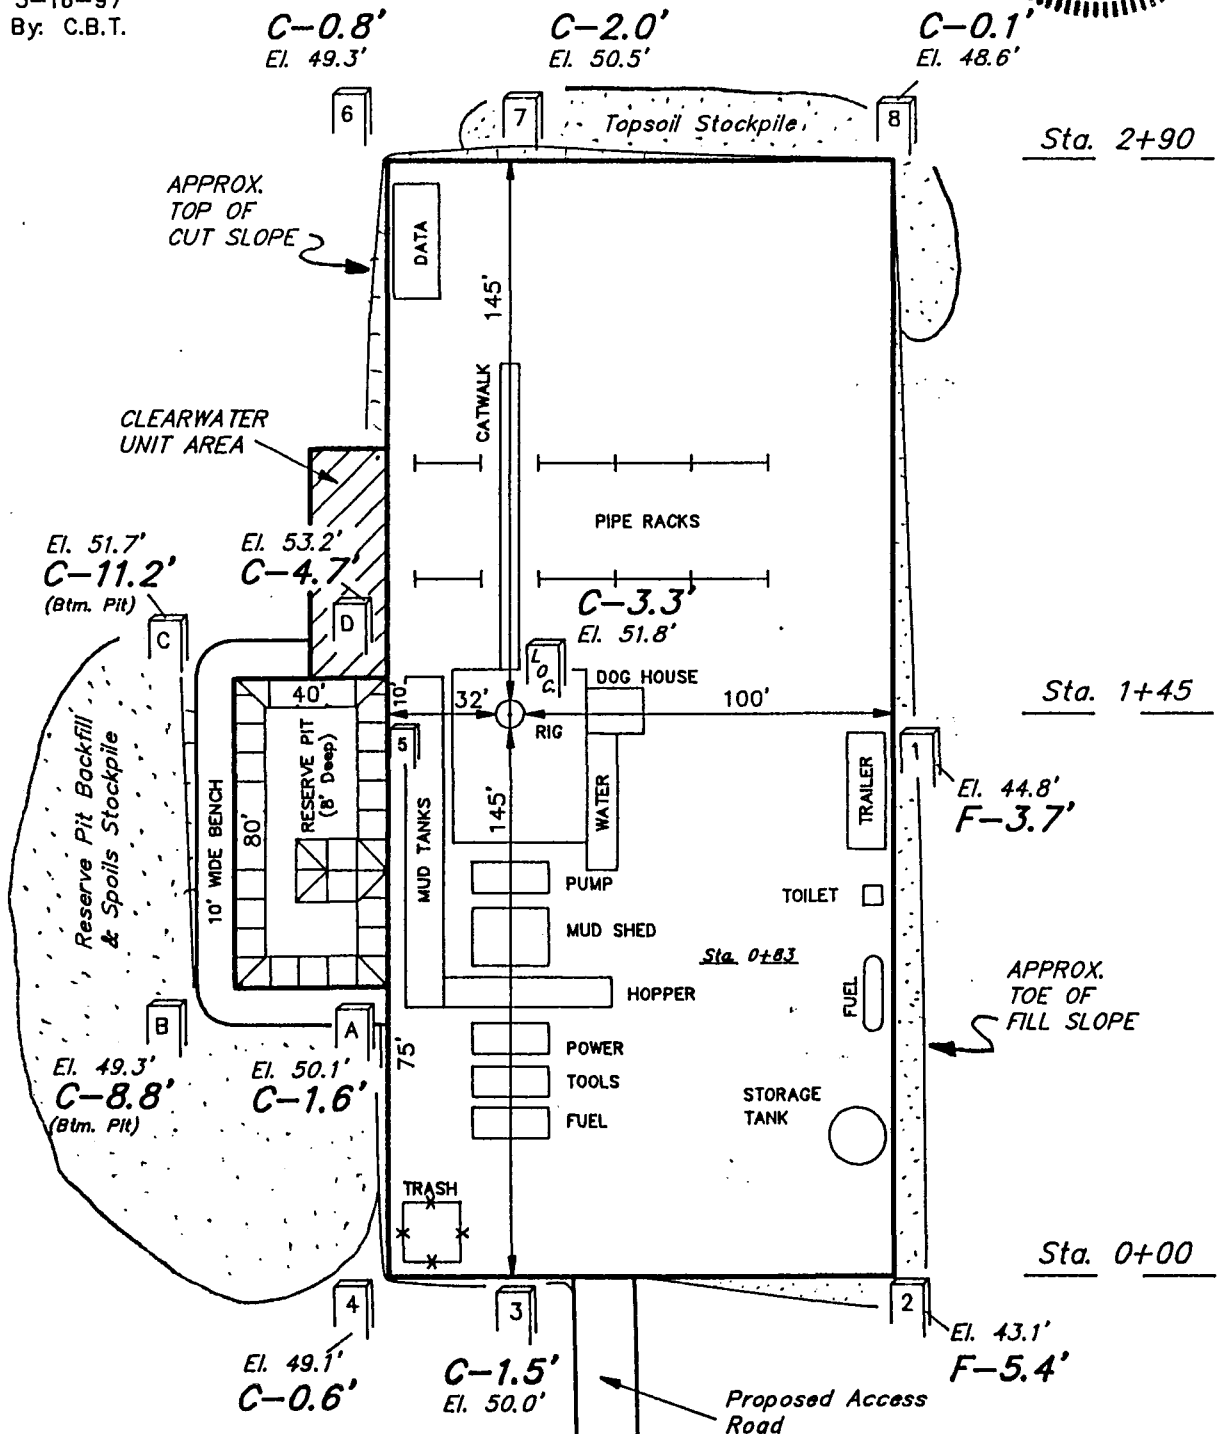 3-18-97
By: C.B.T.
C-0.8'
El. 49.3'
C-2.0'
El. 50.5'
C-0.1'
El. 48.6'
6
7
8
Topsoil Stockpile
Sta. 2+90
APPROX.
TOP OF
CUT SLOPE
DATA
145'
CATWALK
CLEARWATER
UNIT AREA
PIPE RACKS
El. 51.7'
C-11.2'
(Btm. Pit)
El. 53.2'
C-4.7'
C-3.3'
El. 51.8'
C
D
LOC.
DOG HOUSE
40'
10'
32'
100'
RIG
Sta. 1+45
5
1
El. 44.8'
F-3.7'
Reserve Pit Backfill
& Spoils Stockpile
10' WIDE BENCH
80'
RESERVE PIT
(8' Deep)
MUD TANKS
145'
WATER
TRAILER
PUMP
TOILET
MUD SHED
Sta 0+83
FUEL
HOPPER
APPROX.
TOE OF
FILL SLOPE
B
A
El. 49.3'
C-8.8'
(Btm. Pit)
El. 50.1'
C-1.6'
75'
POWER
TOOLS
FUEL
STORAGE
TANK
TRASH
Sta. 0+00
4
3
2
El. 49.1'
C-0.6'
C-1.5'
El. 50.0'
El. 43.1'
F-5.4'
Proposed Access
Road